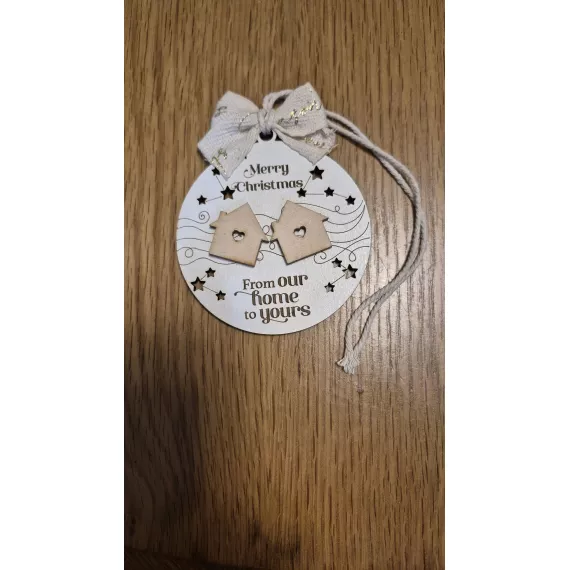 Merry
Christmas
From our
home
to yours